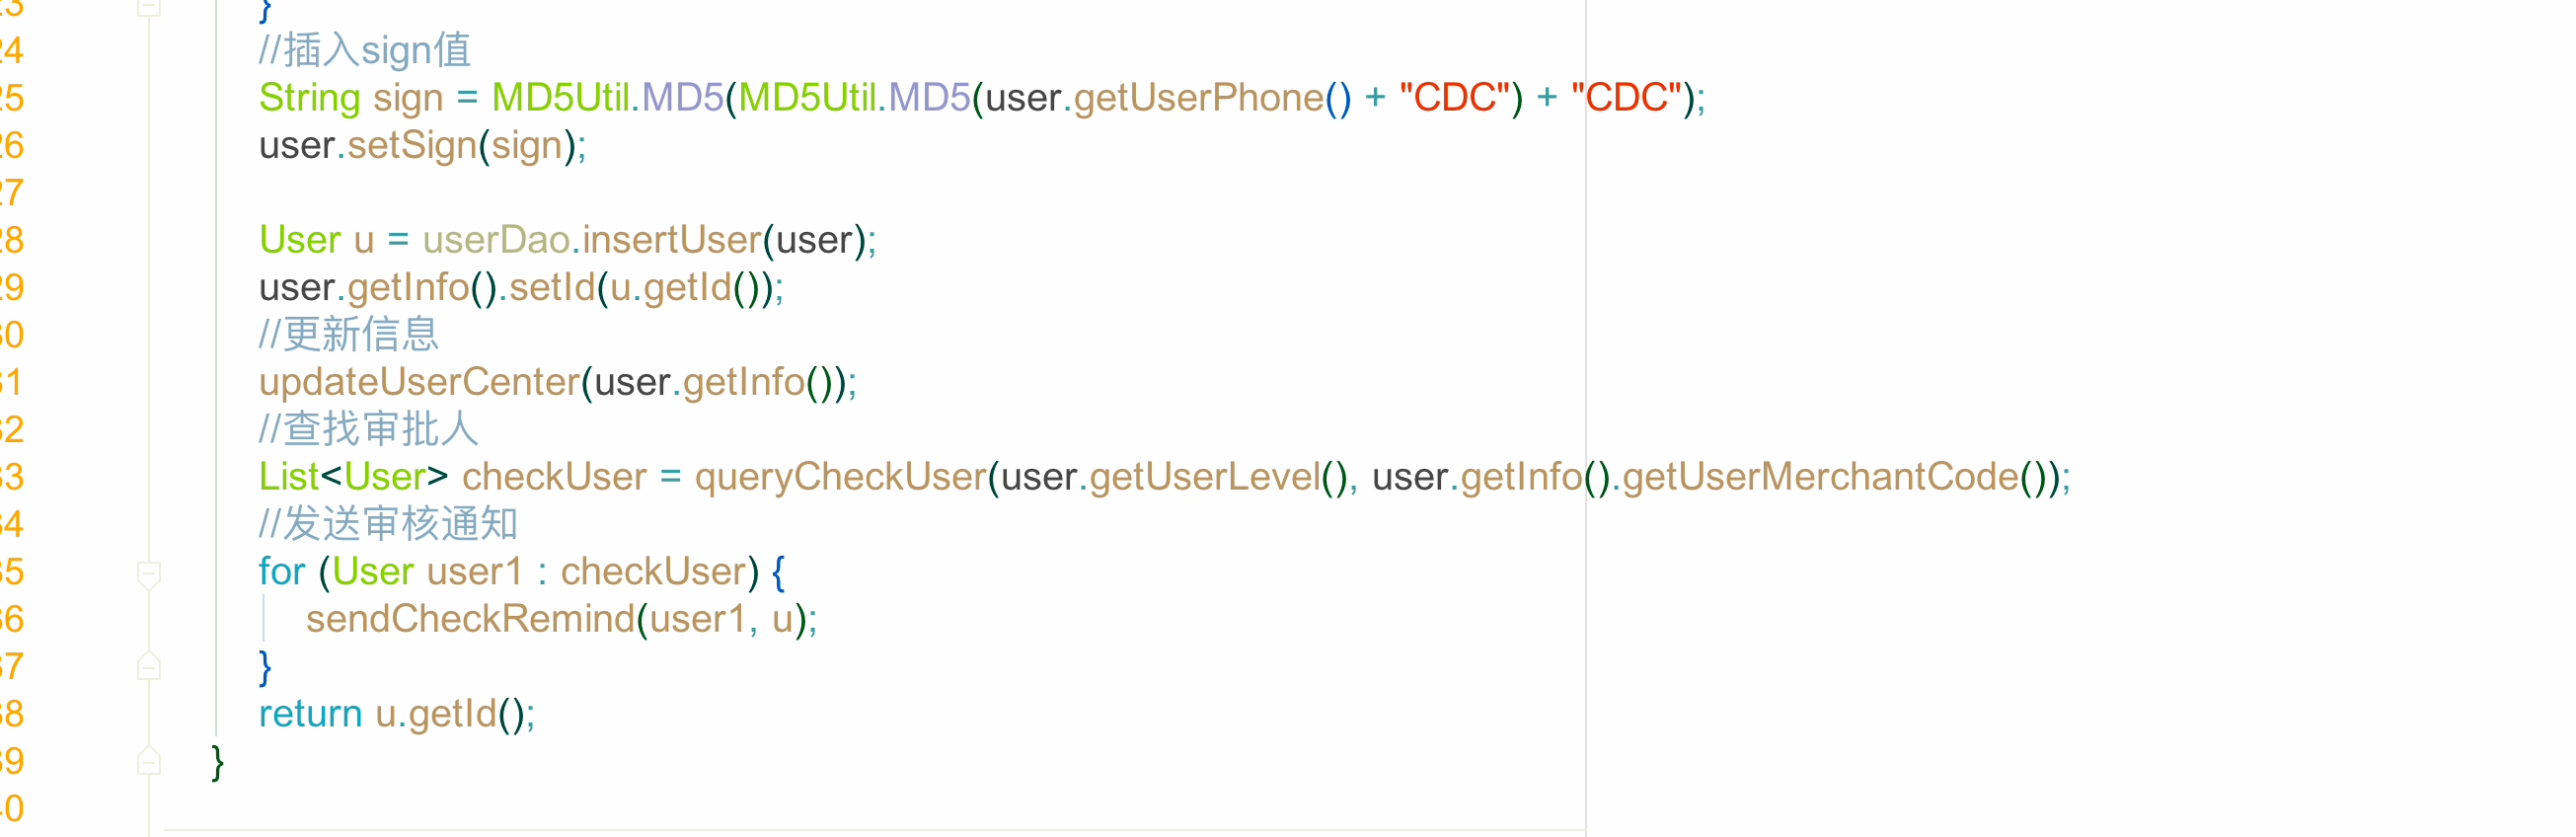 23 }
24 //插入sign值
25 String sign = MD5Util.MD5(MD5Util.MD5(user.getUserPhone() + "CDC") + "CDC");
26 user.setSign(sign);
27
28 User u = userDao.insertUser(user);
29 user.getInfo().setId(u.getId());
30 //更新信息
31 updateUserCenter(user.getInfo());
32 //查找审批人
33 List<User> checkUser = queryCheckUser(user.getUserLevel(), user.getInfo().getUserMerchantCode());
34 //发送审核通知
35 for (User user1 : checkUser) {
36 sendCheckRemind(user1, u);
37 }
38 return u.getId();
39 }
40